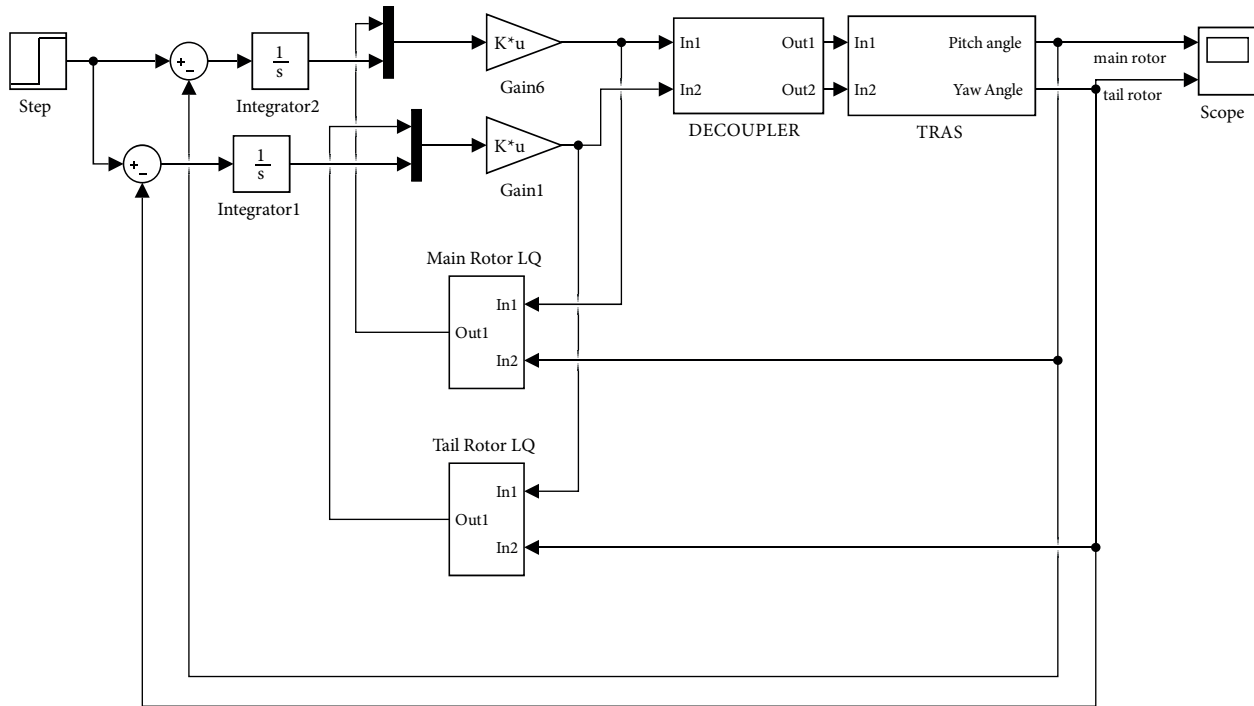 Step
+
−
1
s
Integrator2
K*u
Gain6
In1
In2
Out1
Out2
DECOUPLER
In1
In2
Pitch angle
Yaw Angle
TRAS
main rotor
tail rotor
Scope
+
−
1
s
Integrator1
K*u
Gain1
Main Rotor LQ
In1
Out1
In2
Tail Rotor LQ
In1
Out1
In2